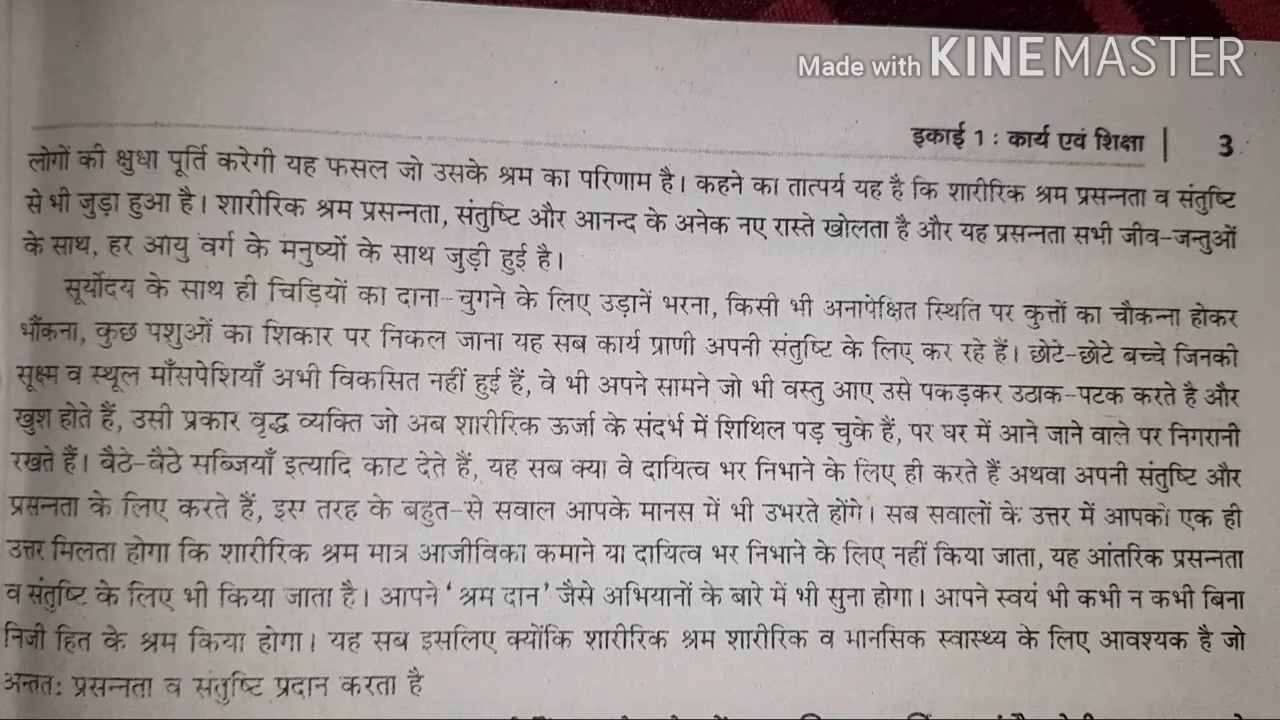 Made with KINEMASTER
इकाई 1 : कार्य एवं शिक्षा | 3
लोगों की क्षुधा पूर्ति करेगी यह फसल जो उसके श्रम का परिणाम है। कहने का तात्पर्य यह है कि शारीरिक श्रम प्रसन्नता व संतुष्टि
से भी जुड़ा हुआ है। शारीरिक श्रम प्रसन्नता, संतुष्टि और आनन्द के अनेक नए रास्ते खोलता है और यह प्रसन्नता सभी जीव-जन्तुओं
के साथ, हर आयु वर्ग के मनुष्यों के साथ जुड़ी हुई है।
सूर्योदय के साथ ही चिड़ियों का दाना-चुगने के लिए उड़ानें भरना, किसी भी अनापेक्षित स्थिति पर कुत्तों का चौकन्ना होकर
भौंकना, कुछ पशुओं का शिकार पर निकल जाना यह सब कार्य प्राणी अपनी संतुष्टि के लिए कर रहे हैं। छोटे-छोटे बच्चे जिनकी
सूक्ष्म व स्थूल माँसपेशियाँ अभी विकसित नहीं हुई हैं, वे भी अपने सामने जो भी वस्तु आए उसे पकड़कर उठाक-पटक करते है और
खुश होते हैं, उसी प्रकार वृद्ध व्यक्ति जो अब शारीरिक ऊर्जा के संदर्भ में शिथिल पड़ चुके हैं, पर घर में आने जाने वाले पर निगरानी
रखते हैं। बैठे-बैठे सब्जियाँ इत्यादि काट देते हैं, यह सब क्या वे दायित्व भर निभाने के लिए ही करते हैं अथवा अपनी संतुष्टि और
प्रसन्नता के लिए करते हैं, इस तरह के बहुत-से सवाल आपके मानस में भी उभरते होंगे। सब सवालों के उत्तर में आपको एक ही
उत्तर मिलता होगा कि शारीरिक श्रम मात्र आजीविका कमाने या दायित्व भर निभाने के लिए नहीं किया जाता, यह आंतरिक प्रसन्नता
व संतुष्टि के लिए भी किया जाता है। आपने 'श्रम दान' जैसे अभियानों के बारे में भी सुना होगा। आपने स्वयं भी कभी न कभी बिना
निजी हित के श्रम किया होगा। यह सब इसलिए क्योंकि शारीरिक श्रम शारीरिक व मानसिक स्वास्थ्य के लिए आवश्यक है जो
अन्तत: प्रसन्नता व संतुष्टि प्रदान करता है